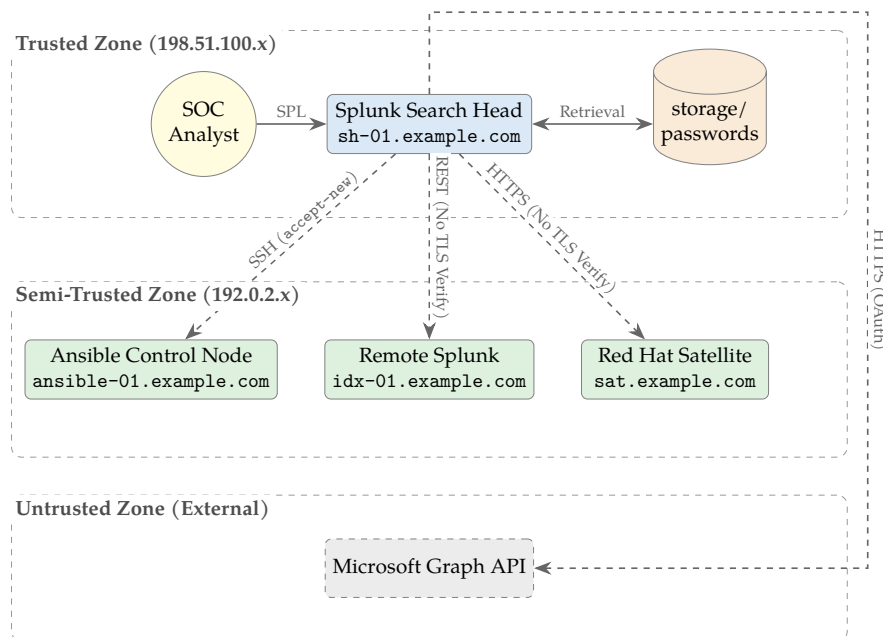 Trusted Zone (198.51.100.x)
SOC
Analyst
SPL
Splunk Search Head
sh-01.example.com
Retrieval
storage/
passwords
SSH (accept-new)
REST (No TLS Verify)
HTTPS (No TLS Verify)
HTTPS (OAuth)
Semi-Trusted Zone (192.0.2.x)
Ansible Control Node
ansible-01.example.com
Remote Splunk
idx-01.example.com
Red Hat Satellite
sat.example.com
Untrusted Zone (External)
Microsoft Graph API